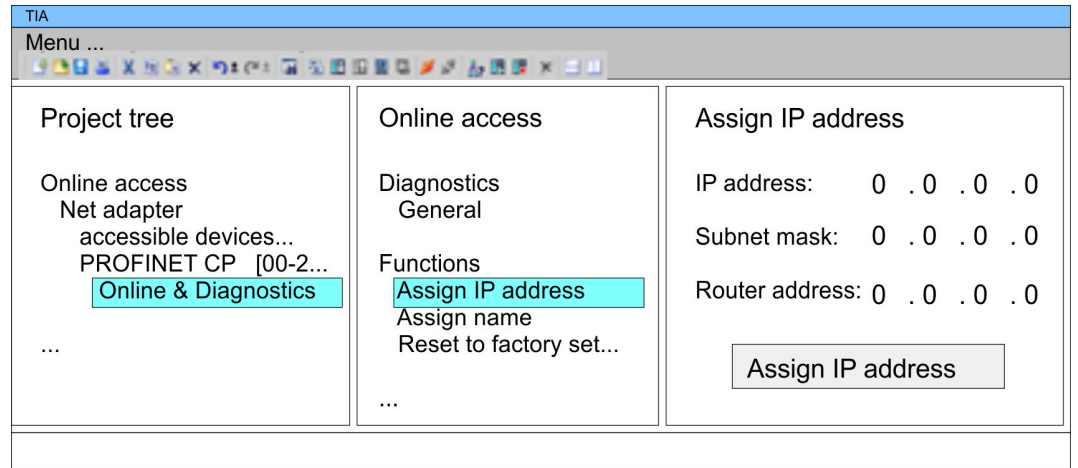 TIA
Menu ...
Project tree
Online access
Net adapter
accessible devices...
PROFINET CP [00-2...
Online & Diagnostics
...
Online access
Diagnostics
General
Functions
Assign IP address
Assign name
Reset to factory set...
...
Assign IP address
IP address: 0 . 0 . 0 . 0
Subnet mask: 0 . 0 . 0 . 0
Router address: 0 . 0 . 0 . 0
Assign IP address